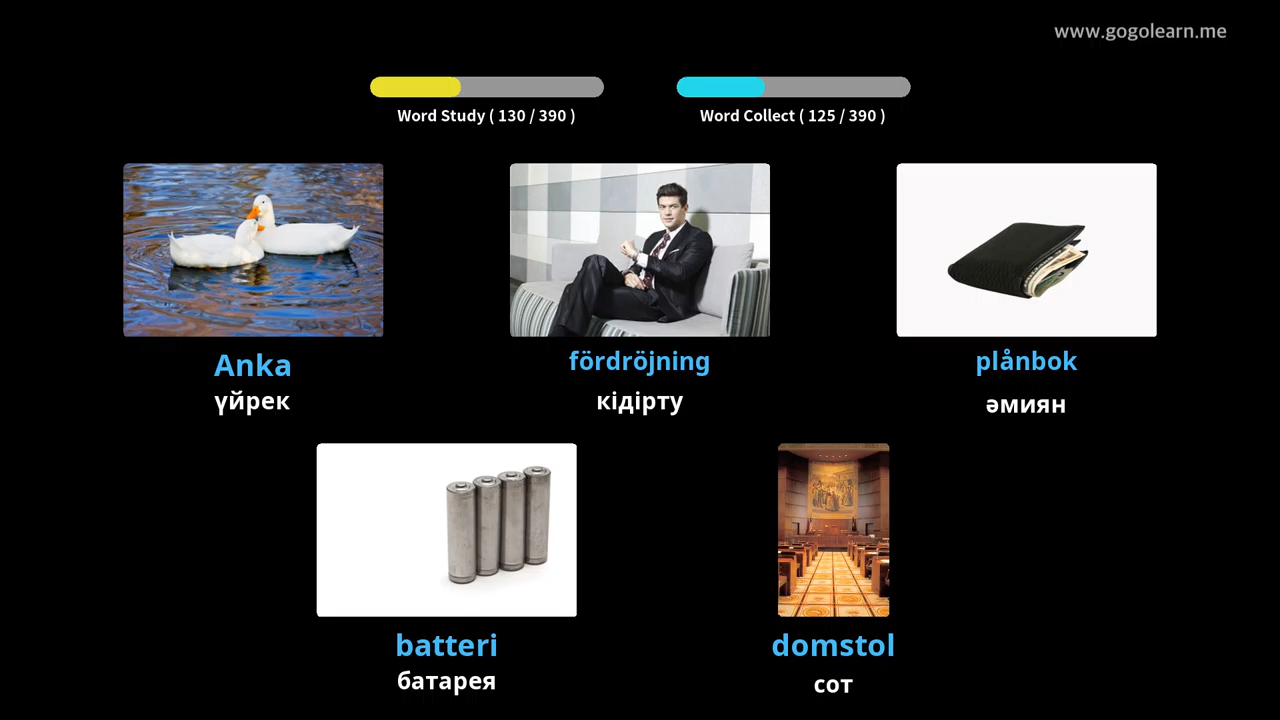 www.gogolearn.me
Word Study ( 130 / 390 )
Word Collect ( 125 / 390 )
Anka
үйрек
fördröjning
кідірту
plånbok
әмиян
batteri
батарея
domstol
сот